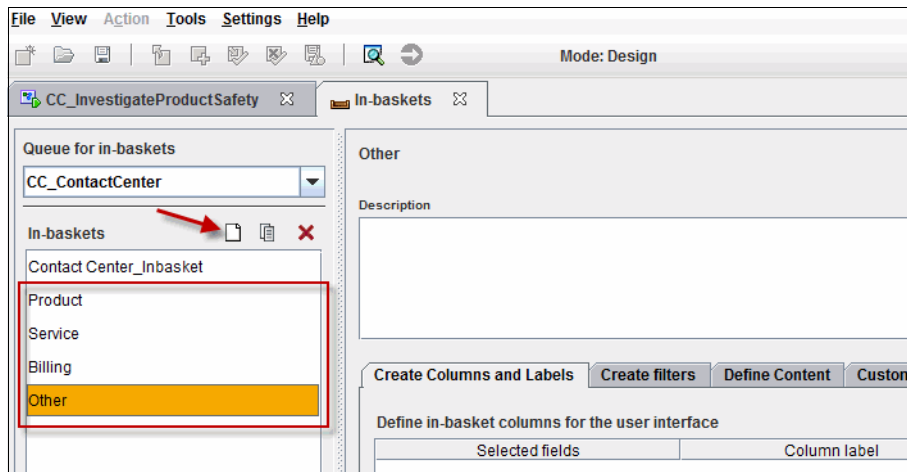 File View Action Tools Settings Help
Mode: Design
CC_InvestigateProductSafety
In-baskets
Queue for in-baskets
CC_ContactCenter
In-baskets
Contact Center_Inbasket
Product
Service
Billing
Other
Other
Description
Create Columns and Labels Create filters Define Content Custon
Define in-basket columns for the user interface
Selected fields Column label